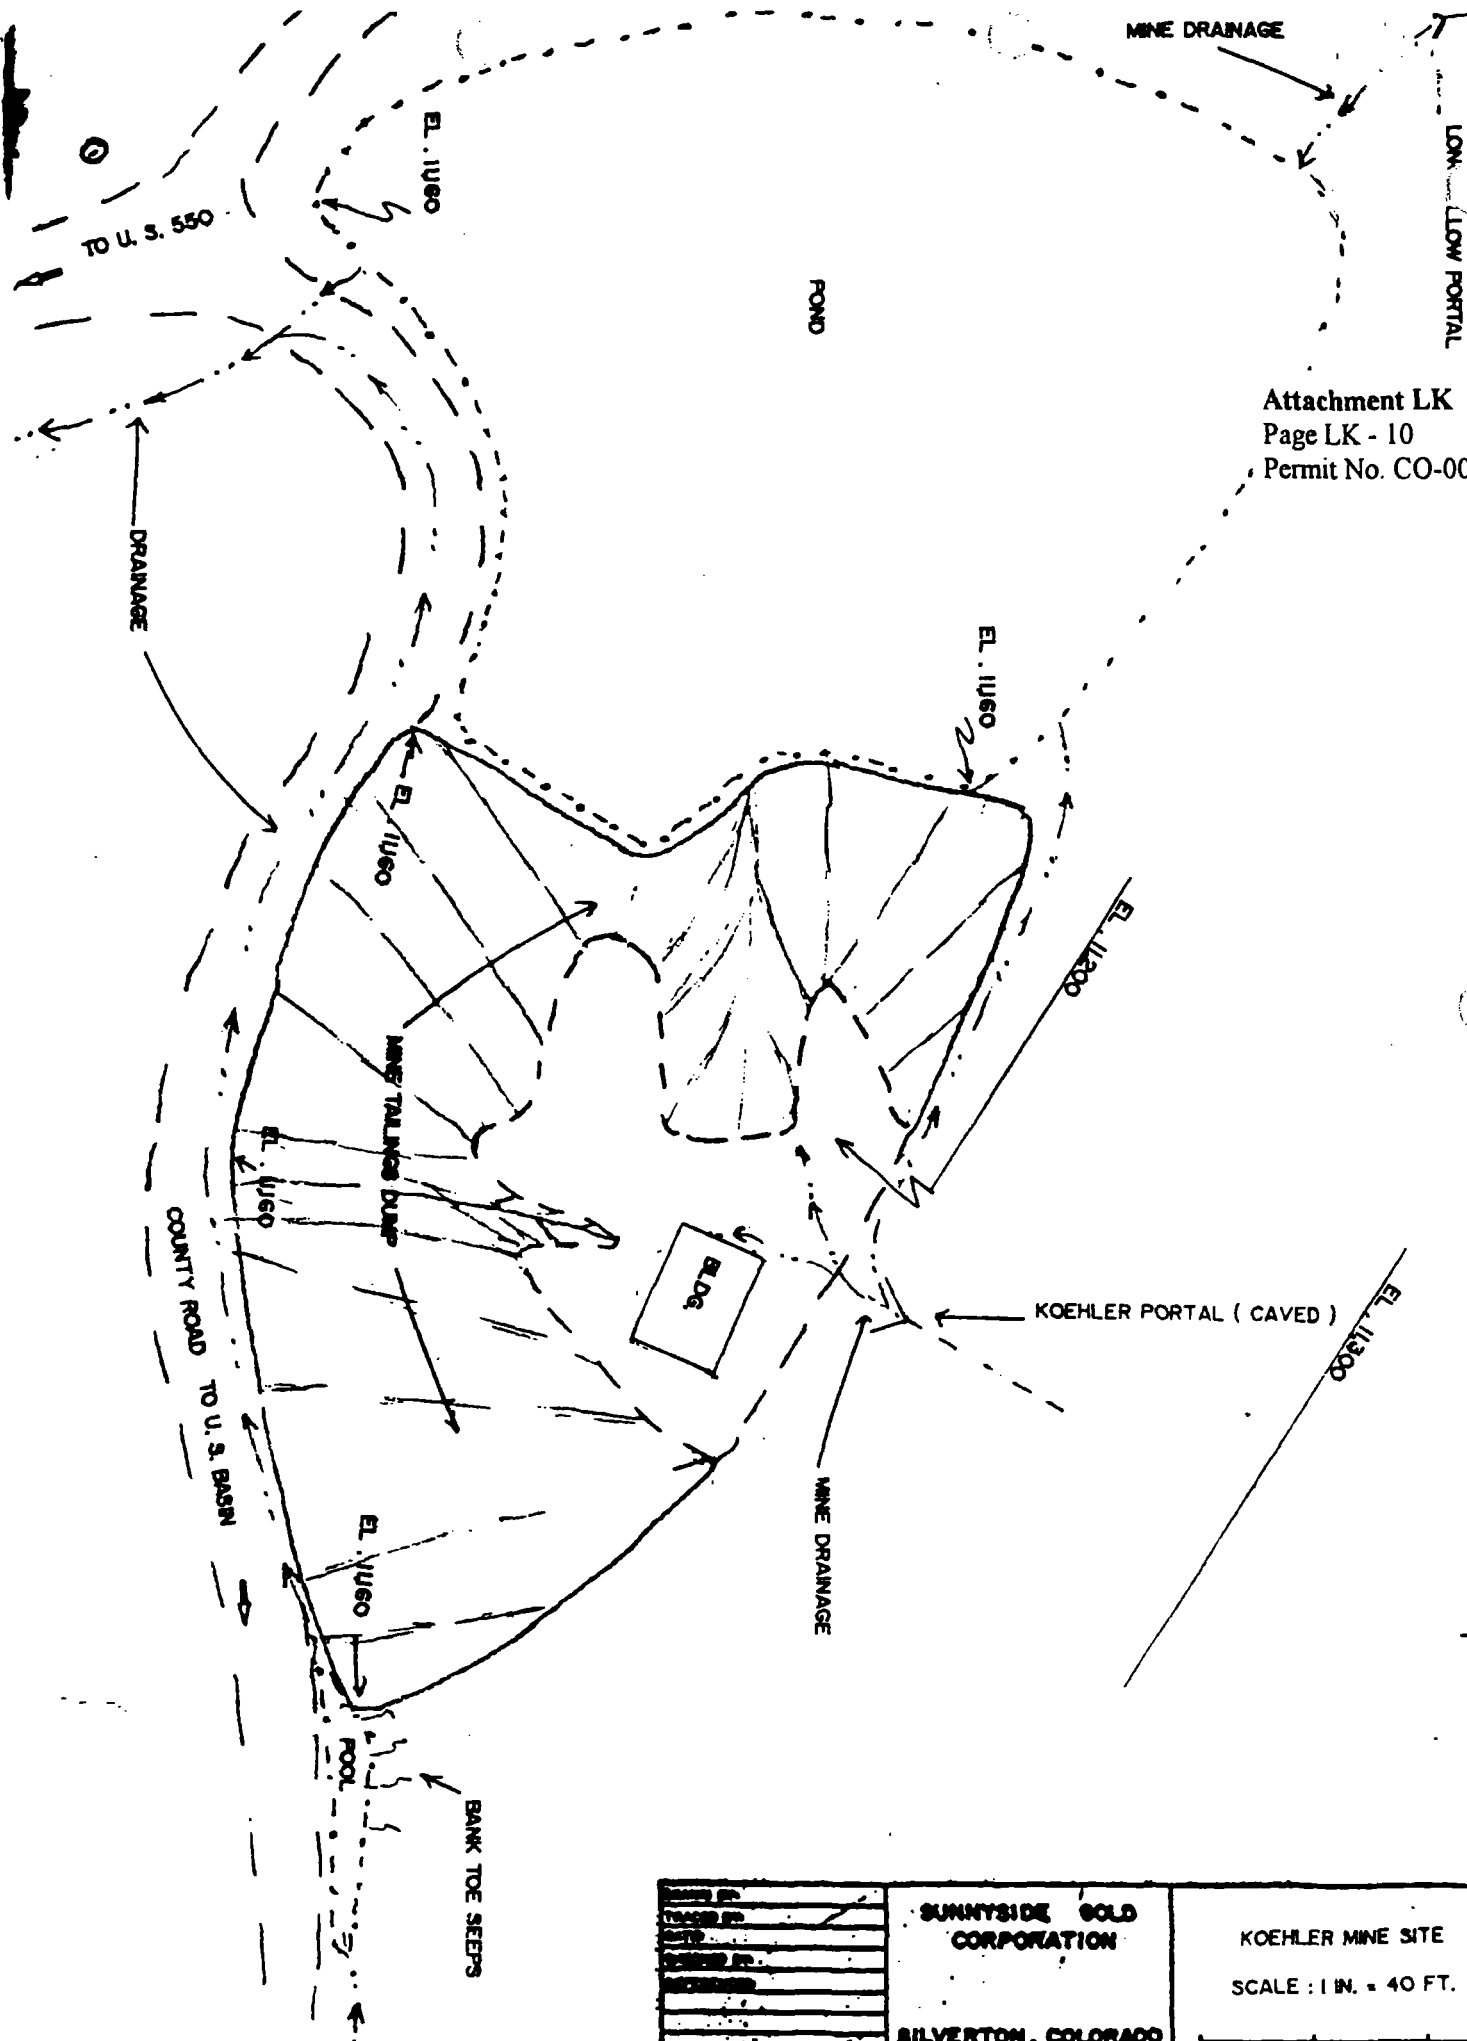 MINE DRAINAGE
PORTAL
EL. 11160
TO U. S. 550
POND
Attachment LK
Page LK - 10
Permit No. CO-00
DRAINAGE
EL. 11160
EL. 11160
EL. 11200
MINE TAILINGS DUMP
EL. 11160
COUNTY ROAD TO U. S. BASIN
BLDG.
KOEHLER PORTAL ( CAVED )
EL. 11300
MINE DRAINAGE
EL. 11160
POOL
BANK TOE SEEPS
SUNNYSIDE GOLD
CORPORATION
SILVERTON, COLORADO
KOEHLER MINE SITE
SCALE : 1 IN. = 40 FT.